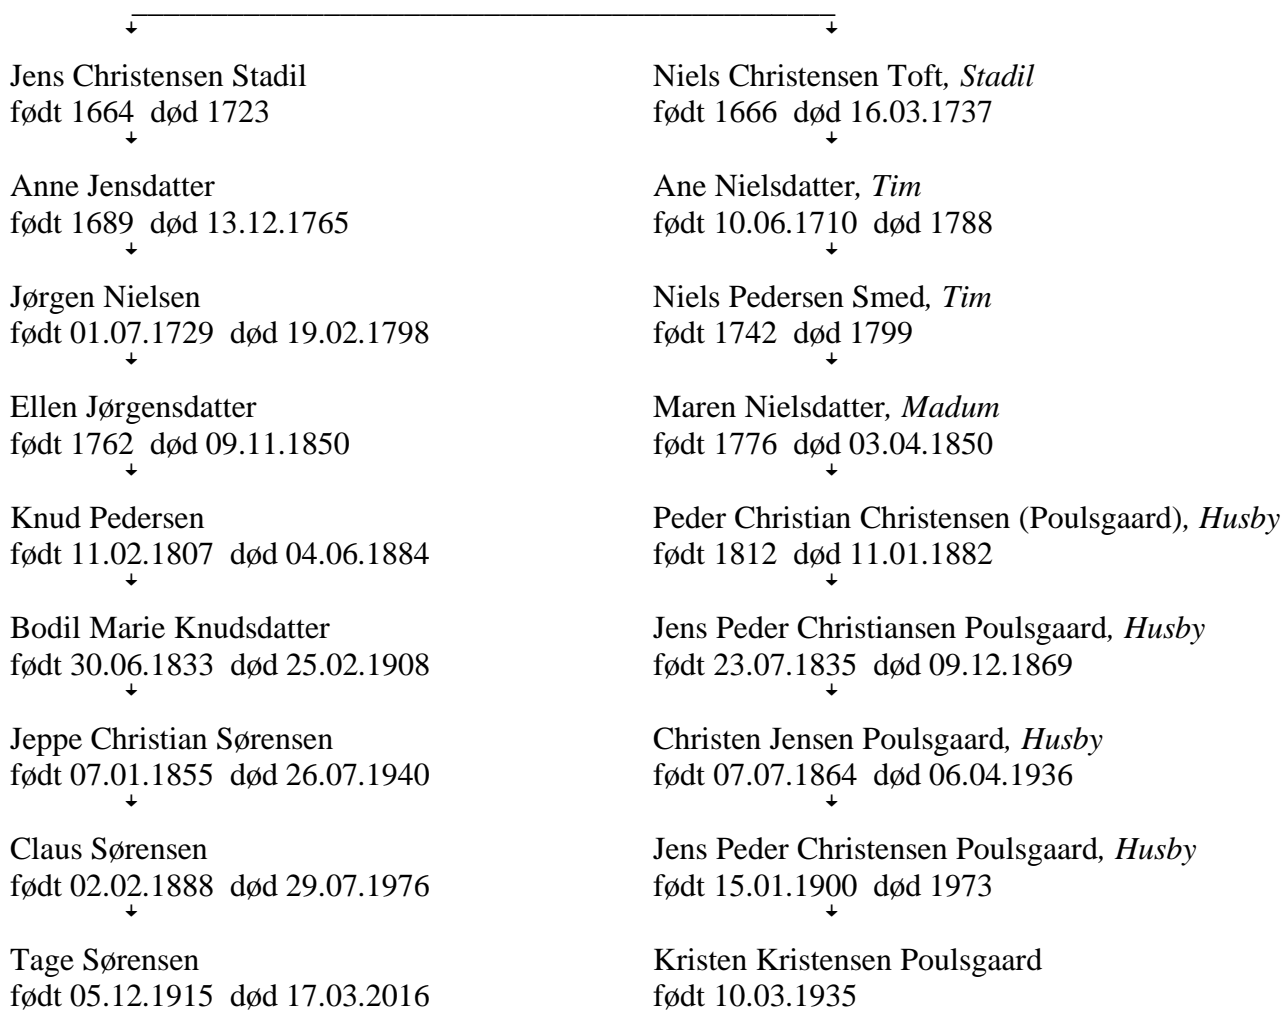 Jens Christensen Stadil
født 1664 død 1723
Anne Jensdatter
født 1689 død 13.12.1765
Jørgen Nielsen
født 01.07.1729 død 19.02.1798
Ellen Jørgensdatter
født 1762 død 09.11.1850
Knud Pedersen
født 11.02.1807 død 04.06.1884
Bodil Marie Knudsdatter
født 30.06.1833 død 25.02.1908
Jeppe Christian Sørensen
født 07.01.1855 død 26.07.1940
Claus Sørensen
født 02.02.1888 død 29.07.1976
Tage Sørensen
født 05.12.1915 død 17.03.2016
Niels Christensen Toft, Stadil
født 1666 død 16.03.1737
Ane Nielsdatter, Tim
født 10.06.1710 død 1788
Niels Pedersen Smed, Tim
født 1742 død 1799
Maren Nielsdatter, Madum
født 1776 død 03.04.1850
Peder Christian Christensen (Poulsgaard), Husby
født 1812 død 11.01.1882
Jens Peder Christiansen Poulsgaard, Husby
født 23.07.1835 død 09.12.1869
Christen Jensen Poulsgaard, Husby
født 07.07.1864 død 06.04.1936
Jens Peder Christensen Poulsgaard, Husby
født 15.01.1900 død 1973
Kristen Kristensen Poulsgaard
født 10.03.1935